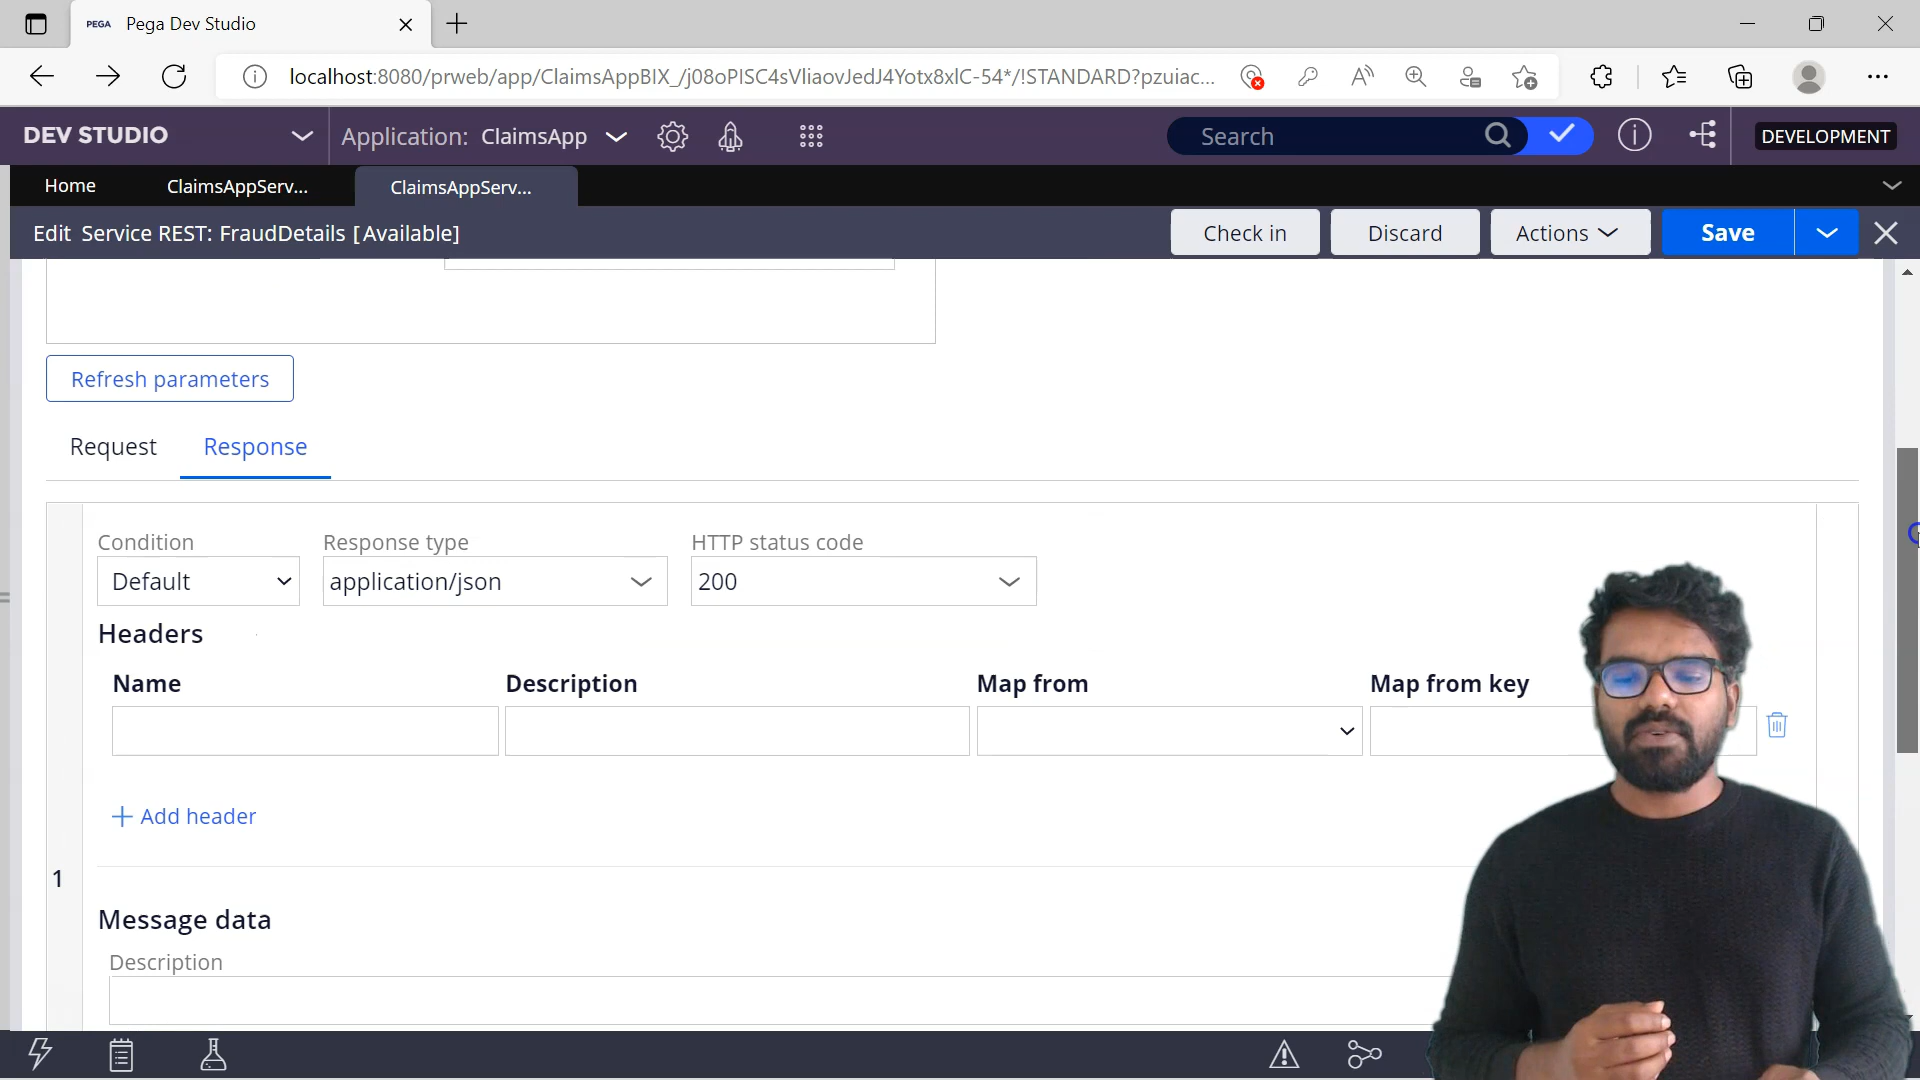 PEGA Pega Dev Studio
localhost:8080/prweb/app/ClaimsAppBIX_/j08oPISC4sVliaovJedJ4Yotx8xlC-54*/!STANDARD?pzuiac...
DEV STUDIO Application: ClaimsApp Search DEVELOPMENT
Home ClaimsAppServ... ClaimsAppServ...
Edit Service REST: FraudDetails [Available] Check in Discard Actions Save
Refresh parameters
Request Response
Condition Response type HTTP status code
Default application/json 200
Headers
Name Description Map from Map from key
+ Add header
1
Message data
Description